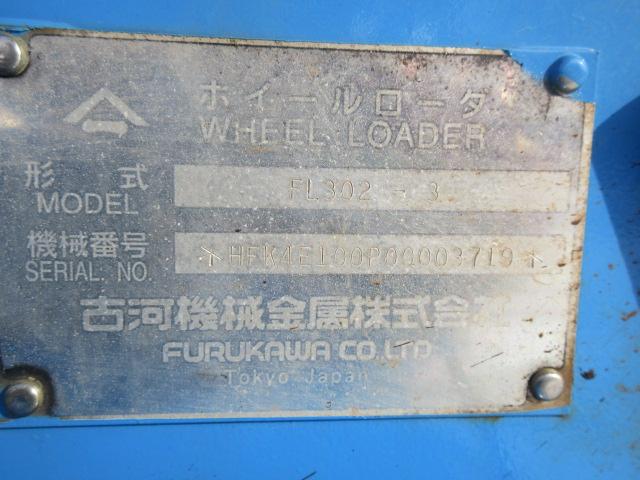 ホイールローダ
WHEEL LOADER
形式 FL302-3
MODEL
機械番号 *HFK4E100P00003719*
SERIAL NO.
古河機械金属株式会社
FURUKAWA CO.,LTD
Tokyo Japan